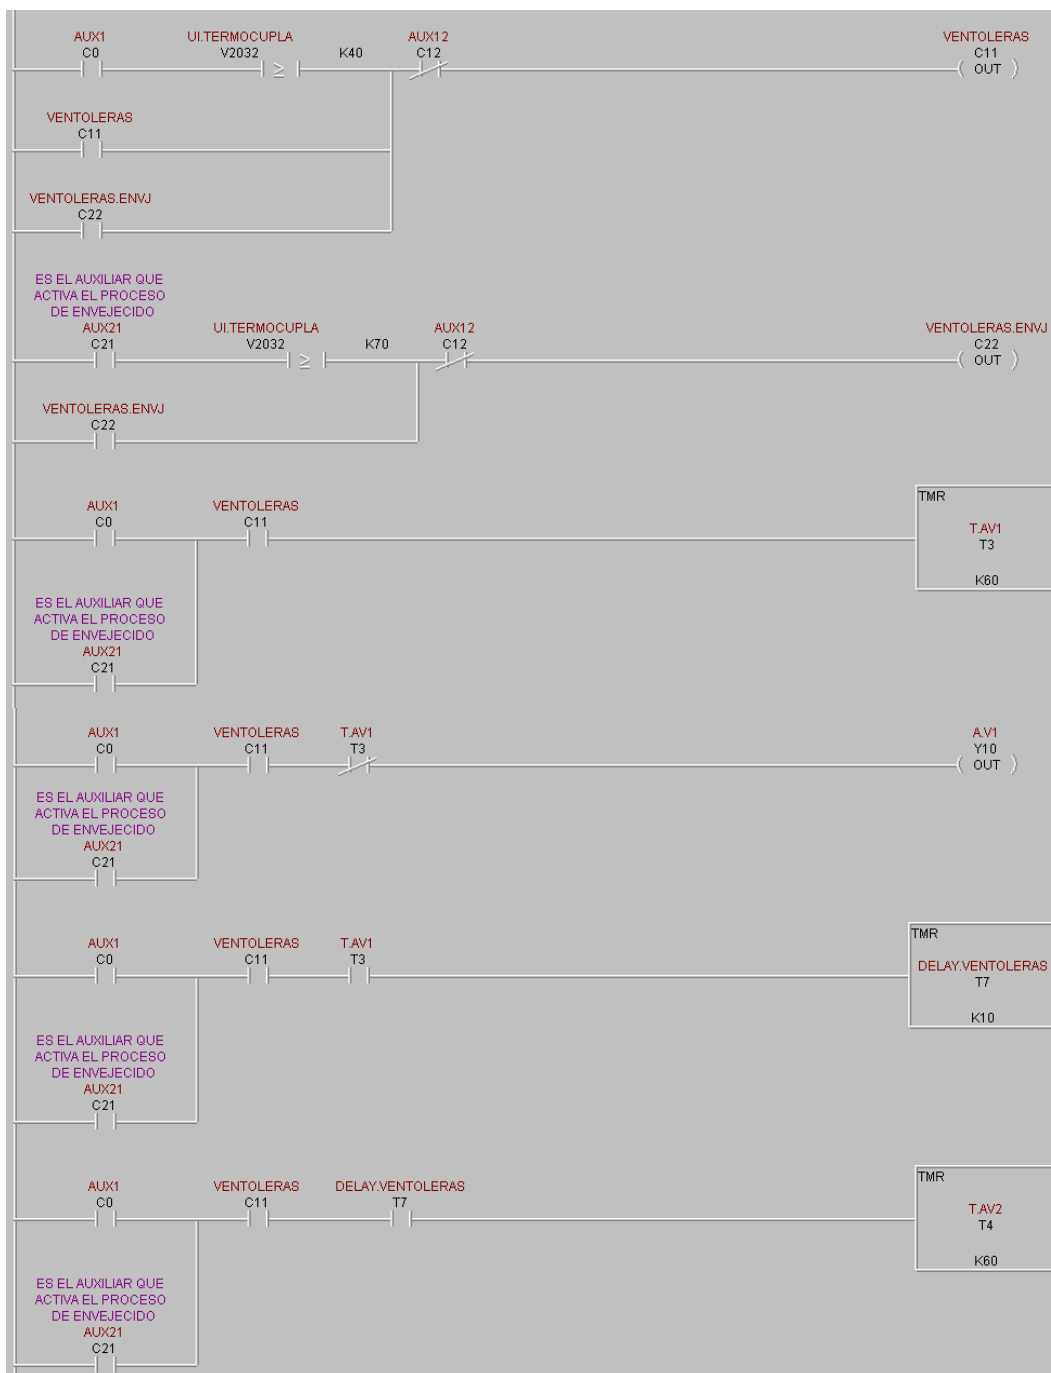 AUX1 UI.TERMOCUPLA AUX12 VENTOLERAS
C0 V2032 K40 C12 C11
≥ OUT
VENTOLERAS
C11
VENTOLERAS.ENVJ
C22
ES EL AUXILIAR QUE
ACTIVA EL PROCESO
DE ENVEJECIDO
AUX21 UI.TERMOCUPLA AUX12 VENTOLERAS.ENVJ
C21 V2032 K70 C12 C22
≥ OUT
VENTOLERAS.ENVJ
C22
TMR
AUX1 VENTOLERAS
C0 C11
T.AV1
T3
K60
ES EL AUXILIAR QUE
ACTIVA EL PROCESO
DE ENVEJECIDO
AUX21
C21
AUX1 VENTOLERAS T.AV1 A.V1
C0 C11 T3 Y10
OUT
ES EL AUXILIAR QUE
ACTIVA EL PROCESO
DE ENVEJECIDO
AUX21
C21
TMR
AUX1 VENTOLERAS T.AV1
C0 C11 T3
DELAY.VENTOLERAS
T7
K10
ES EL AUXILIAR QUE
ACTIVA EL PROCESO
DE ENVEJECIDO
AUX21
C21
TMR
AUX1 VENTOLERAS DELAY.VENTOLERAS
C0 C11 T7
T.AV2
T4
K60
ES EL AUXILIAR QUE
ACTIVA EL PROCESO
DE ENVEJECIDO
AUX21
C21